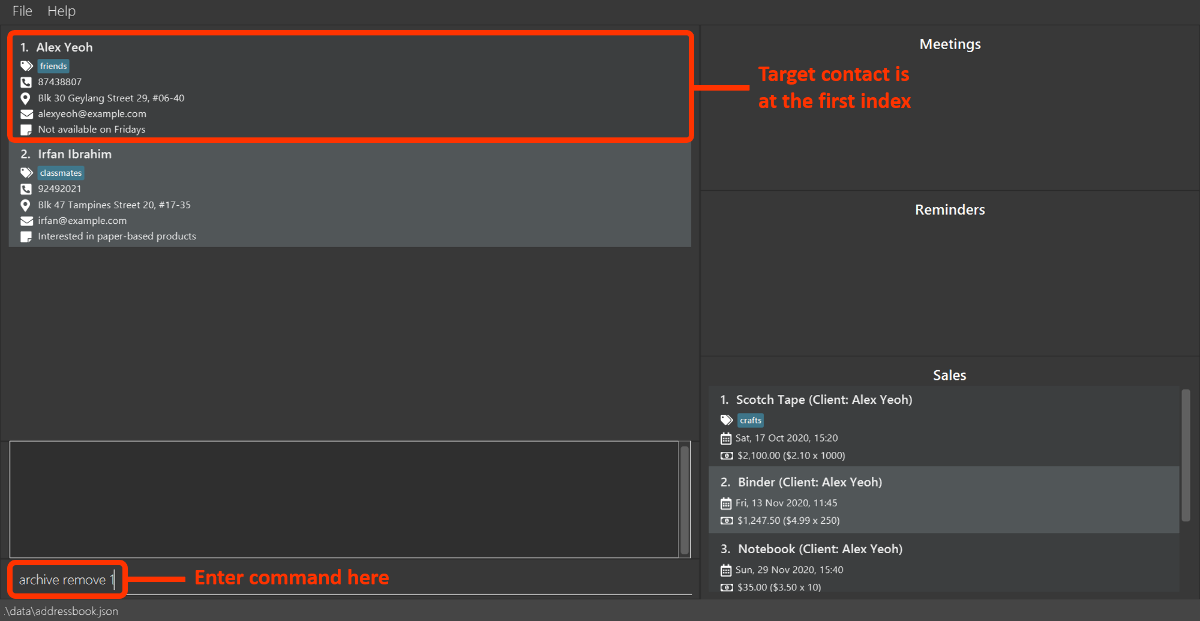 File Help
1. Alex Yeoh
friends
87438807
Blk 30 Geylang Street 29, #06-40
alexyeoh@example.com
Not available on Fridays
2. Irfan Ibrahim
classmates
92492021
Blk 47 Tampines Street 20, #17-35
irfan@example.com
Interested in paper-based products
archive remove 1
Enter command here
.\data\addressbook.json
Target contact is
at the first index
Meetings
Reminders
Sales
1. Scotch Tape (Client: Alex Yeoh)
crafts
Sat, 17 Oct 2020, 15:20
$2,100.00 ($2.10 x 1000)
2. Binder (Client: Alex Yeoh)
Fri, 13 Nov 2020, 11:45
$1,247.50 ($4.99 x 250)
3. Notebook (Client: Alex Yeoh)
Sun, 29 Nov 2020, 15:40
$35.00 ($3.50 x 10)